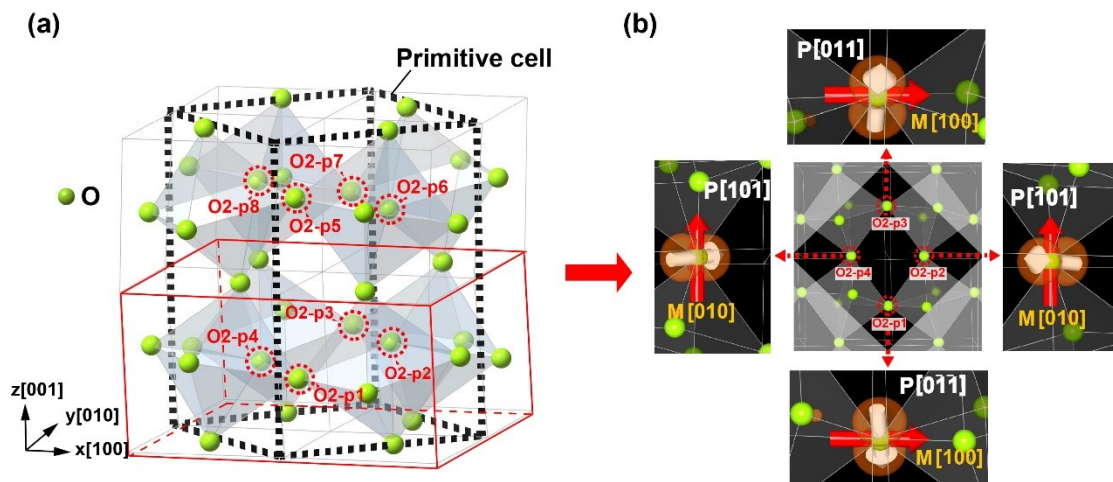 (a)
Primitive cell
O
O2-p7
O2-p6
O2-p8
O2-p5
O2-p3
O2-p4
O2-p2
O2-p1
z[001]
y[010]
x[100]
(b)
P[011]
M[100]
P[101̄]
M[010]
O2-p3
O2-p4
O2-p2
O2-p1
P[1̄01]
M[010]
P[01̄1̄]
M[100]